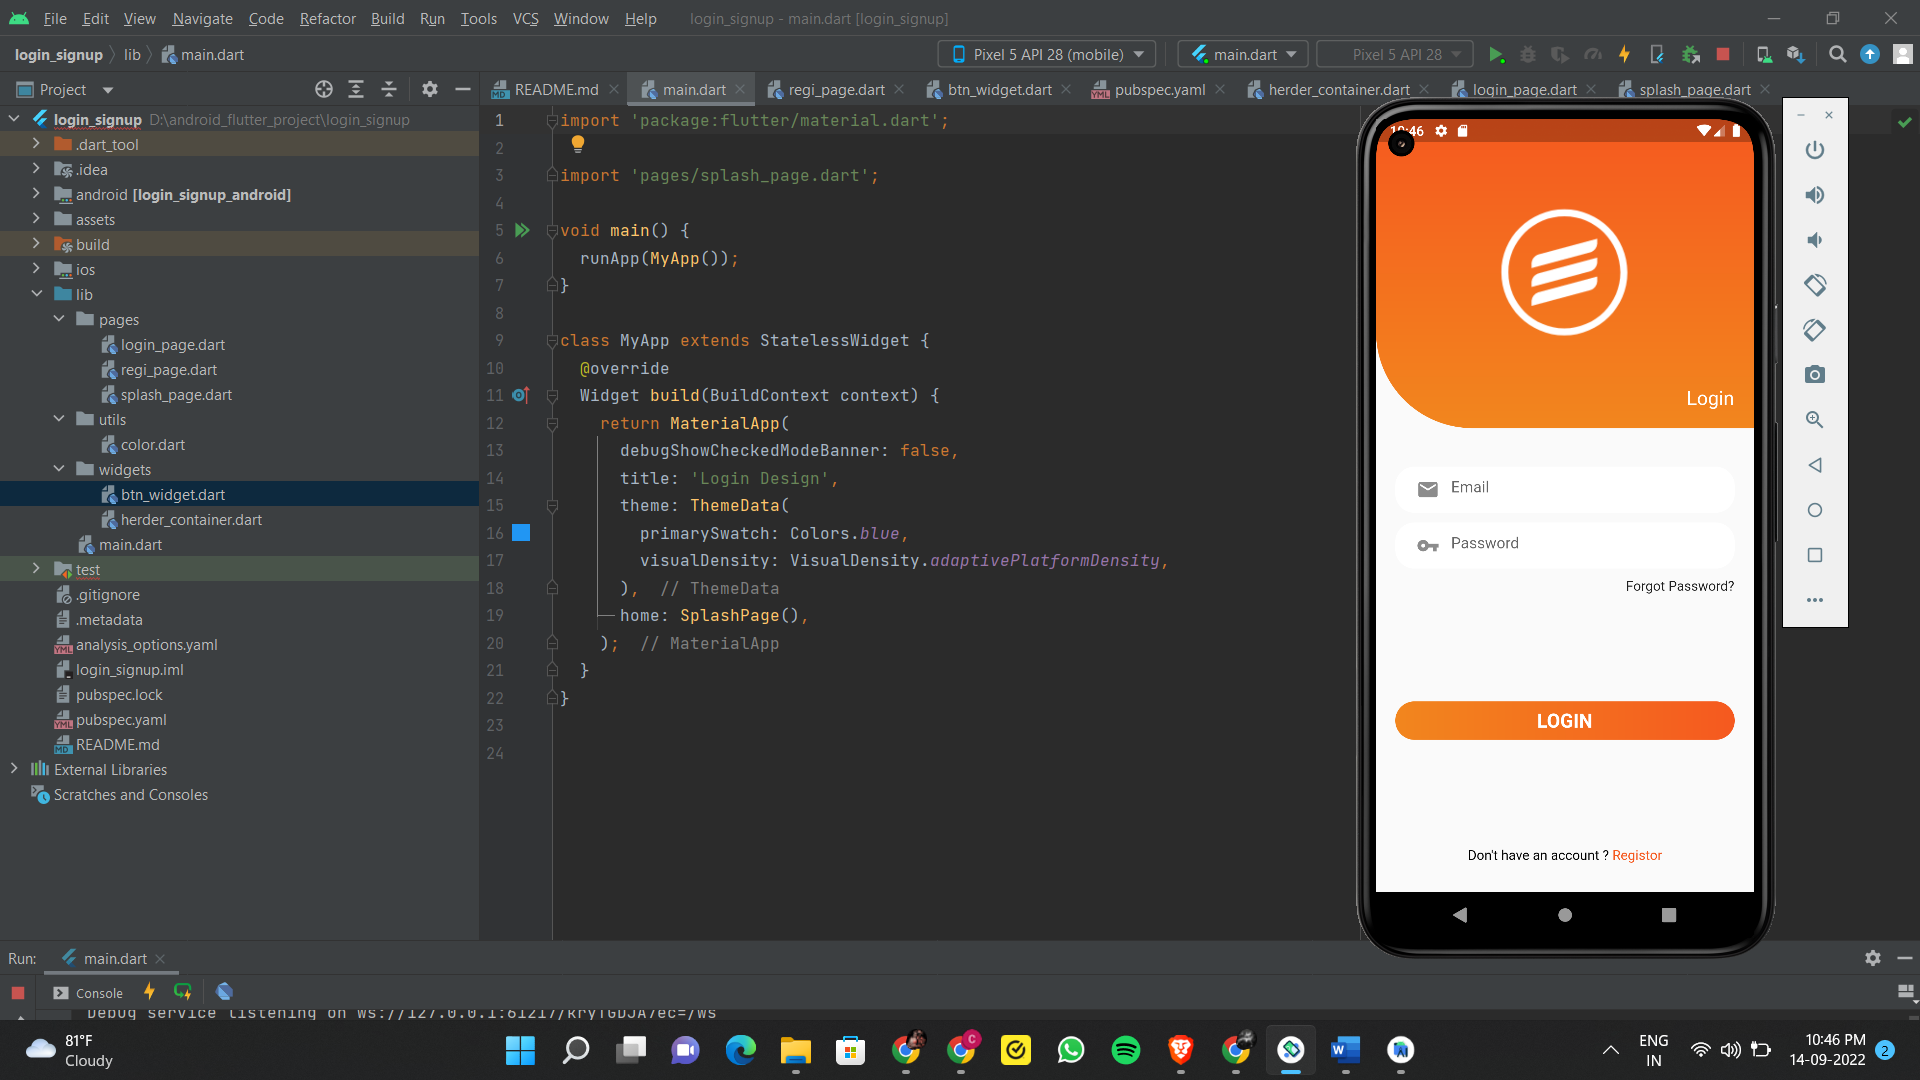 File Edit View Navigate Code Refactor Build Run Tools VCS Window Help login_signup - main.dart [login_signup]
login_signup lib main.dart Pixel 5 API 28 (mobile) main.dart Pixel 5 API 28
Project README.md main.dart regi_page.dart btn_widget.dart pubspec.yaml herder_container.dart login_page.dart splash_page.dart
login_signup D:\android_flutter_project\login_signup
.dart_tool
.idea
android [login_signup_android]
assets
build
ios
lib
pages
login_page.dart
regi_page.dart
splash_page.dart
utils
color.dart
widgets
btn_widget.dart
herder_container.dart
main.dart
test
.gitignore
.metadata
analysis_options.yaml
login_signup.iml
pubspec.lock
pubspec.yaml
README.md
External Libraries
Scratches and Consoles
1 import 'package:flutter/material.dart';
2
3 import 'pages/splash_page.dart';
4
5 void main() {
6 runApp(MyApp());
7 }
8
9 class MyApp extends StatelessWidget {
10 @override
11 Widget build(BuildContext context) {
12 return MaterialApp(
13 debugShowCheckedModeBanner: false,
14 title: 'Login Design',
15 theme: ThemeData(
16 primarySwatch: Colors.blue,
17 visualDensity: VisualDensity.adaptivePlatformDensity,
18 ), // ThemeData
19 home: SplashPage(),
20 ); // MaterialApp
21 }
22 }
23
24
Login
Email
Password
Forgot Password?
LOGIN
Don't have an account ? Registor
Run: main.dart
Console
Debug service listening on
81°F
Cloudy
ENG
IN
10:46 PM
14-09-2022
2